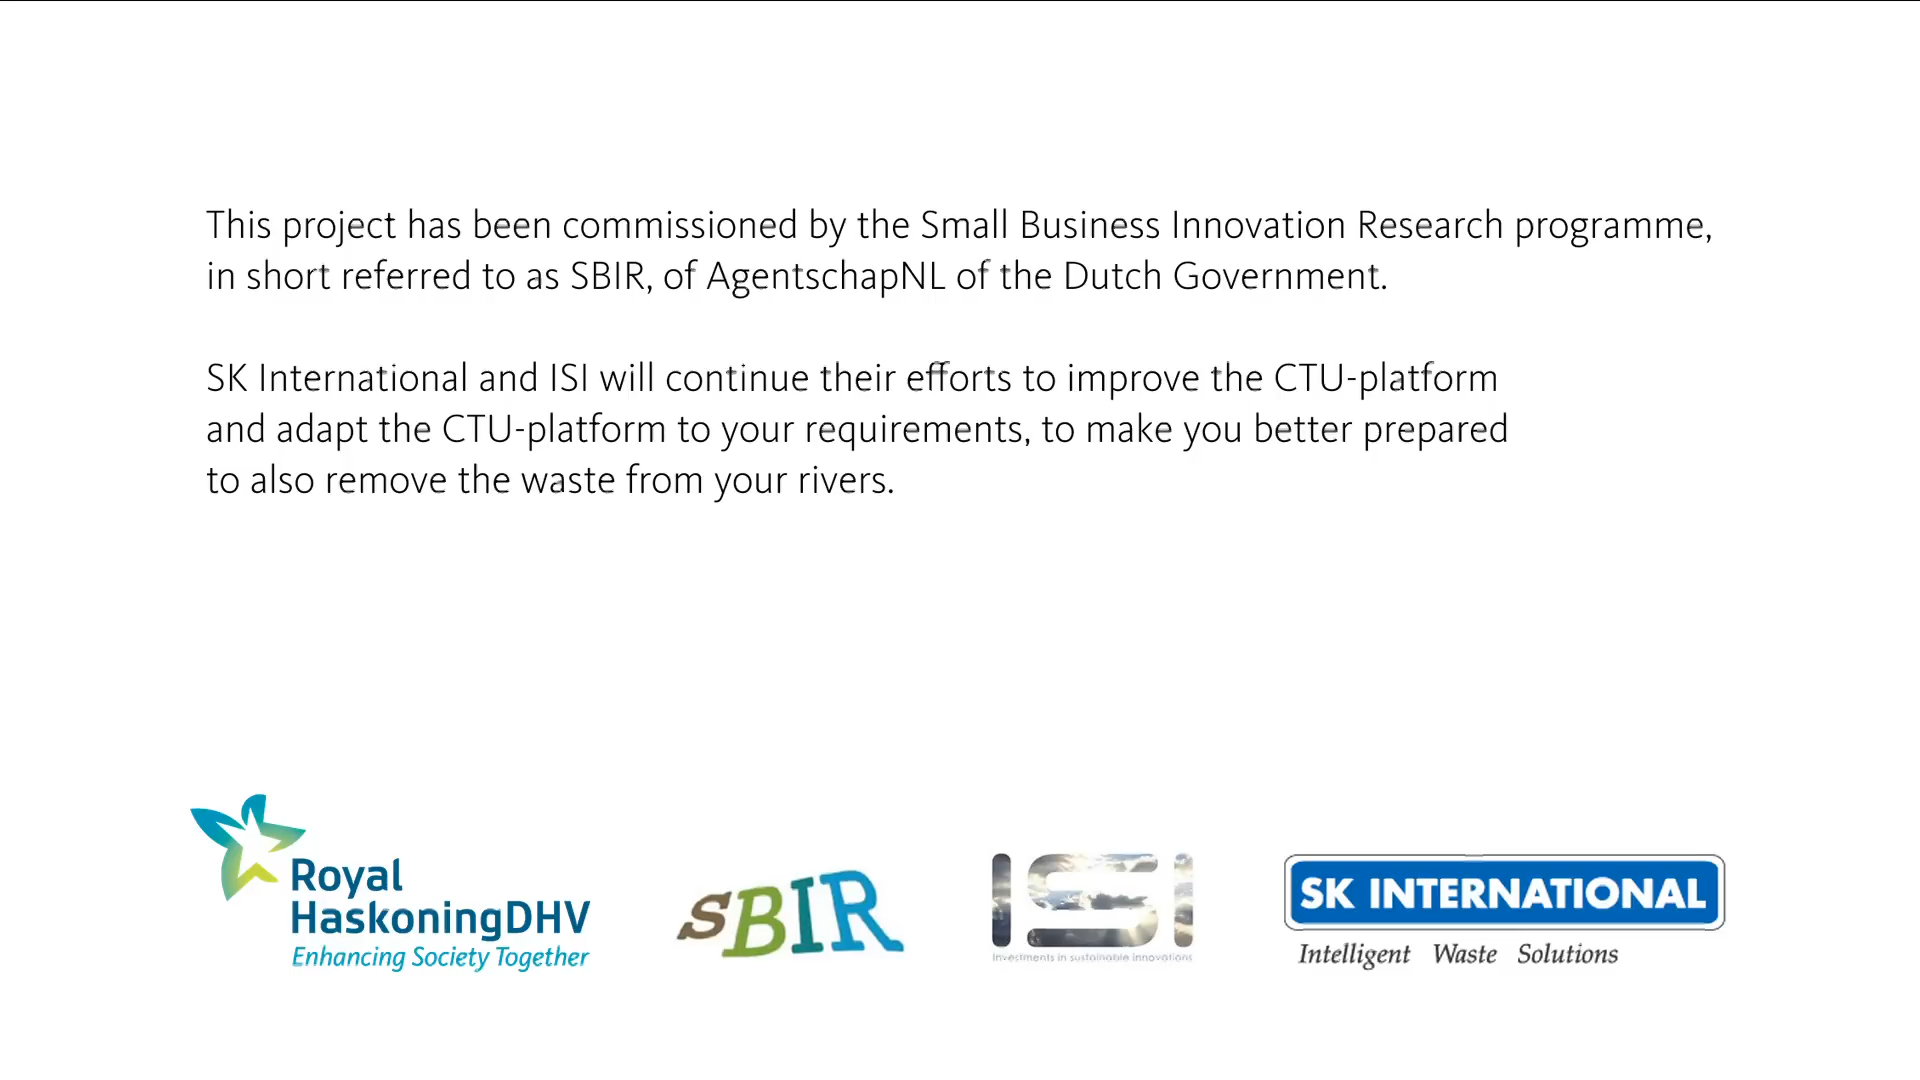 This project has been commissioned by the Small Business Innovation Research programme,
in short referred to as SBIR, of AgentschapNL of the Dutch Government.
SK International and ISI will continue their efforts to improve the CTU-platform
and adapt the CTU-platform to your requirements, to make you better prepared
to also remove the waste from your rivers.
Royal
HaskoningDHV
Enhancing Society Together
SBIR
ISI
Investments in sustainable innovations
SK INTERNATIONAL
Intelligent Waste Solutions